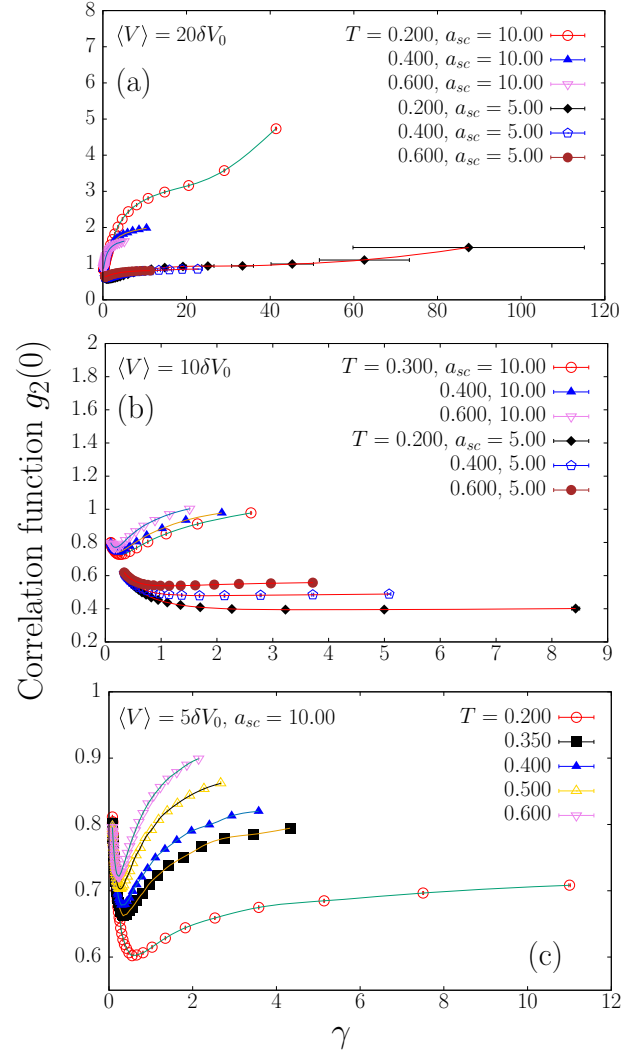 Correlation function g₂(0)
⟨V⟩ = 20δV₀
(a)
T = 0.200, a_sc = 10.00
0.400, a_sc = 10.00
0.600, a_sc = 10.00
0.200, a_sc = 5.00
0.400, a_sc = 5.00
0.600, a_sc = 5.00
8
7
6
5
4
3
2
1
0
0 20 40 60 80 100 120
⟨V⟩ = 10δV₀
(b)
T = 0.300, a_sc = 10.00
0.400, 10.00
0.600, 10.00
T = 0.200, a_sc = 5.00
0.400, 5.00
0.600, 5.00
2
1.8
1.6
1.4
1.2
1.0
0.8
0.6
0.4
0.2
0 1 2 3 4 5 6 7 8 9
⟨V⟩ = 5δV₀, a_sc = 10.00
T = 0.200
0.350
0.400
0.500
0.600
(c)
1
0.9
0.8
0.7
0.6
0 2 4 6 8 10 12
γ